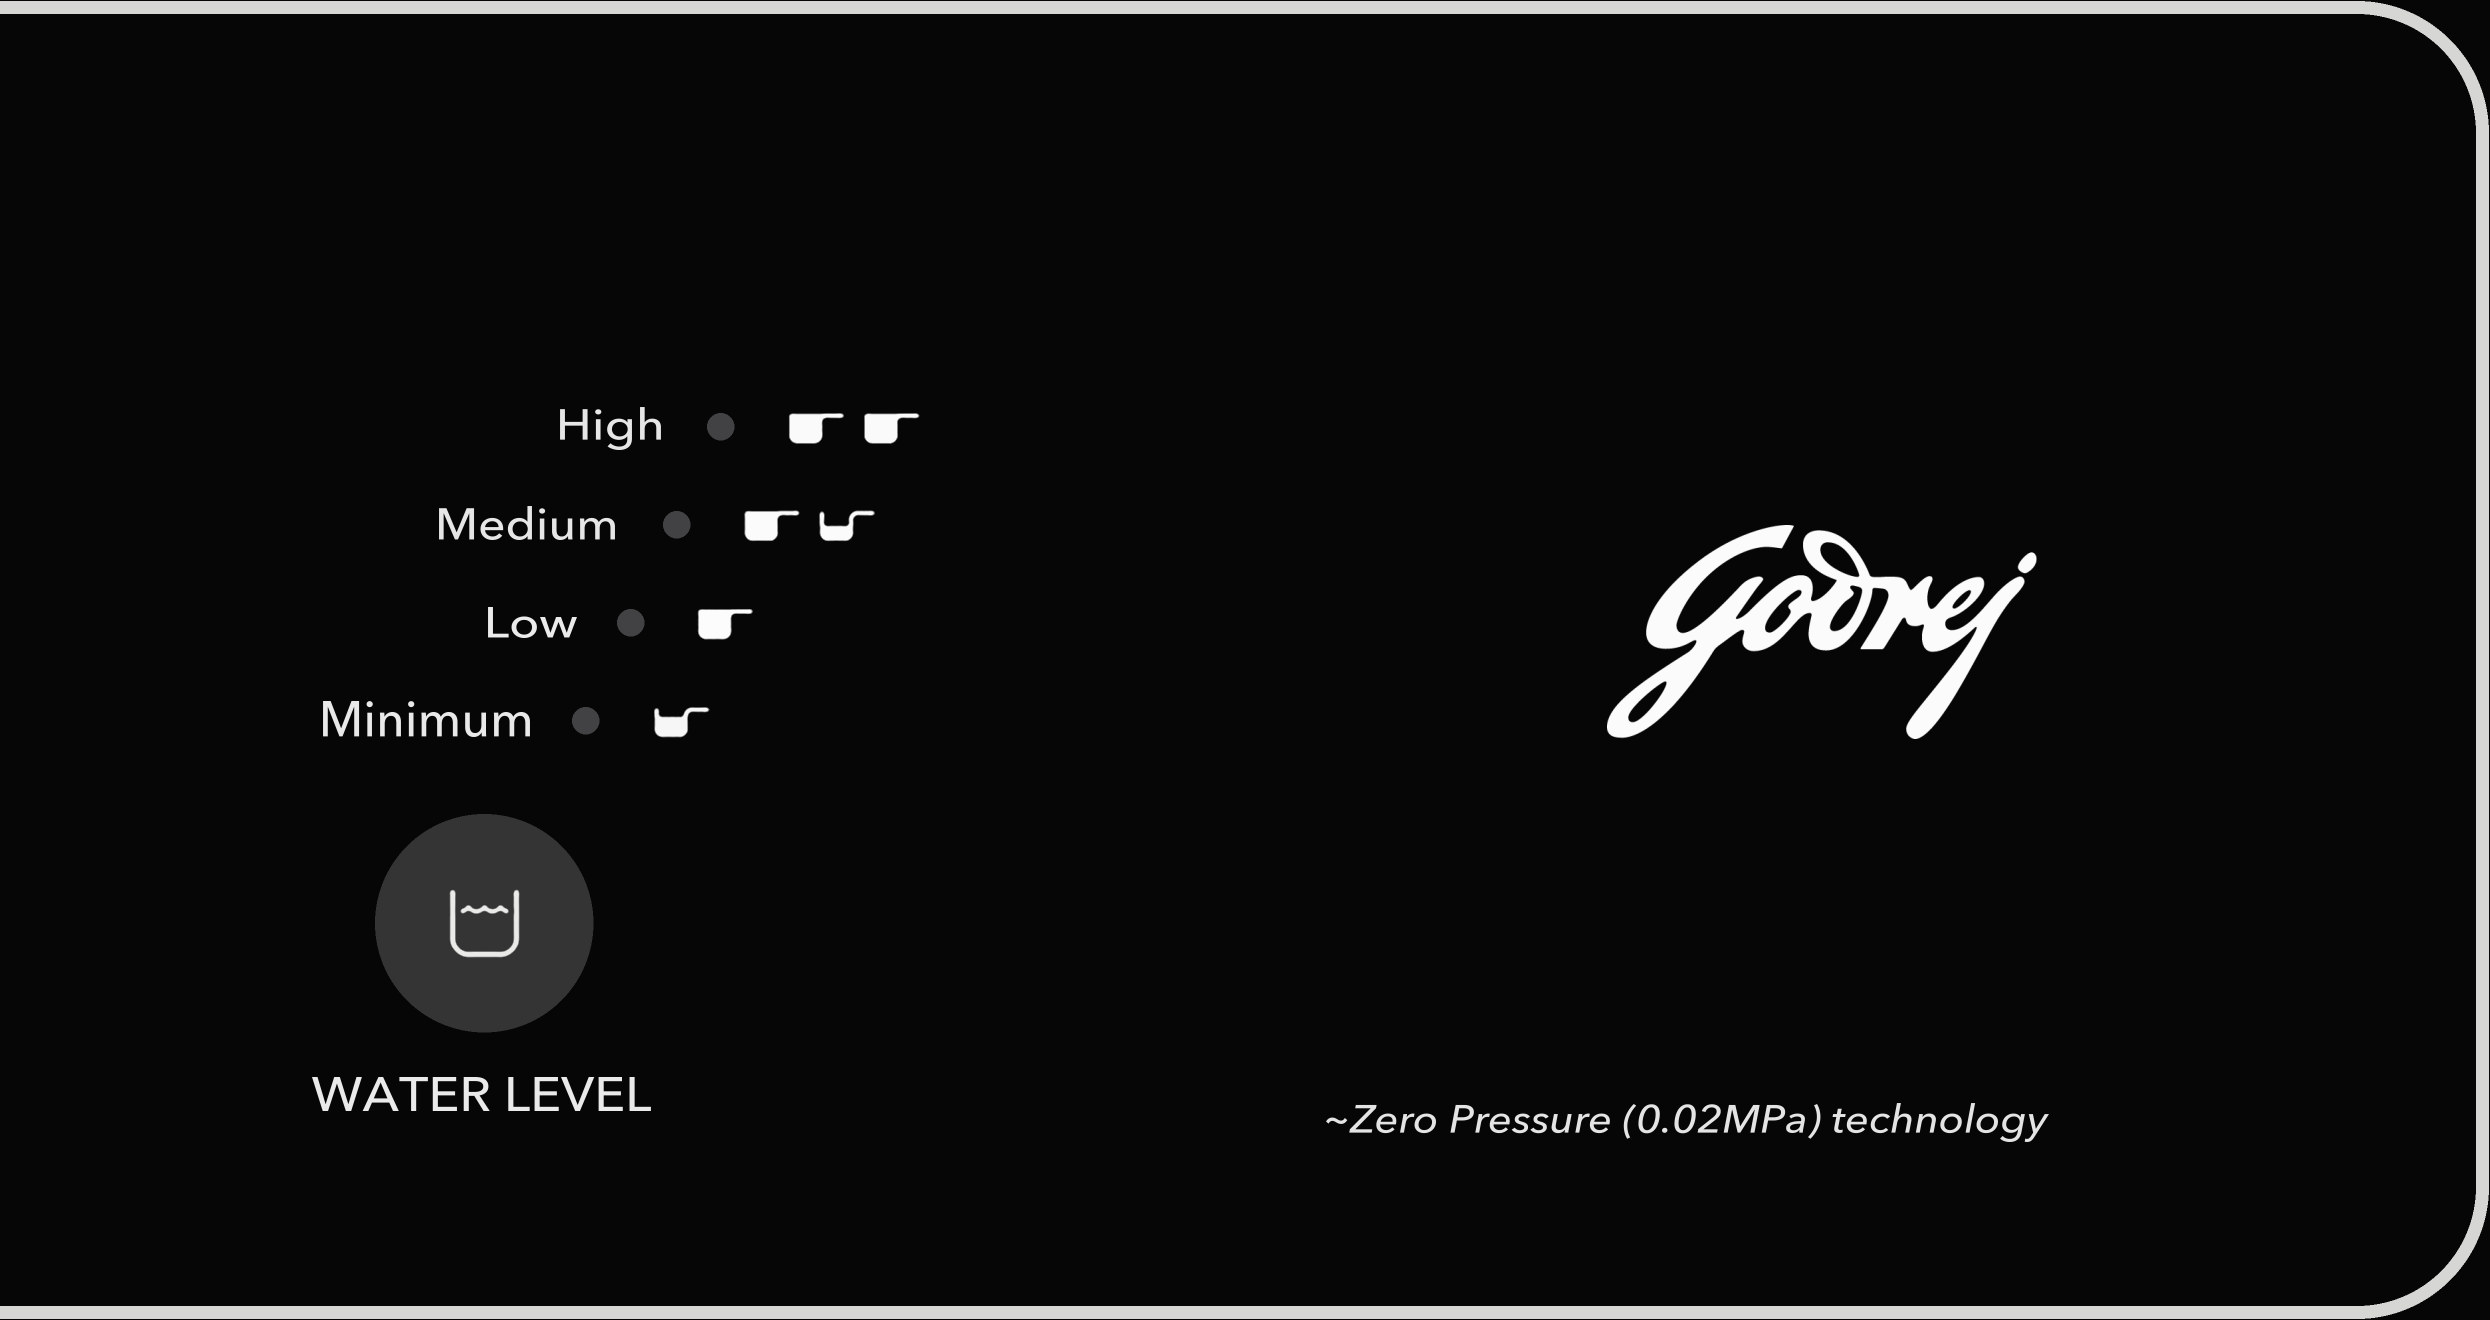 High
Medium
Low
Minimum
WATER LEVEL
Godrej
~Zero Pressure (0.02MPa) technology